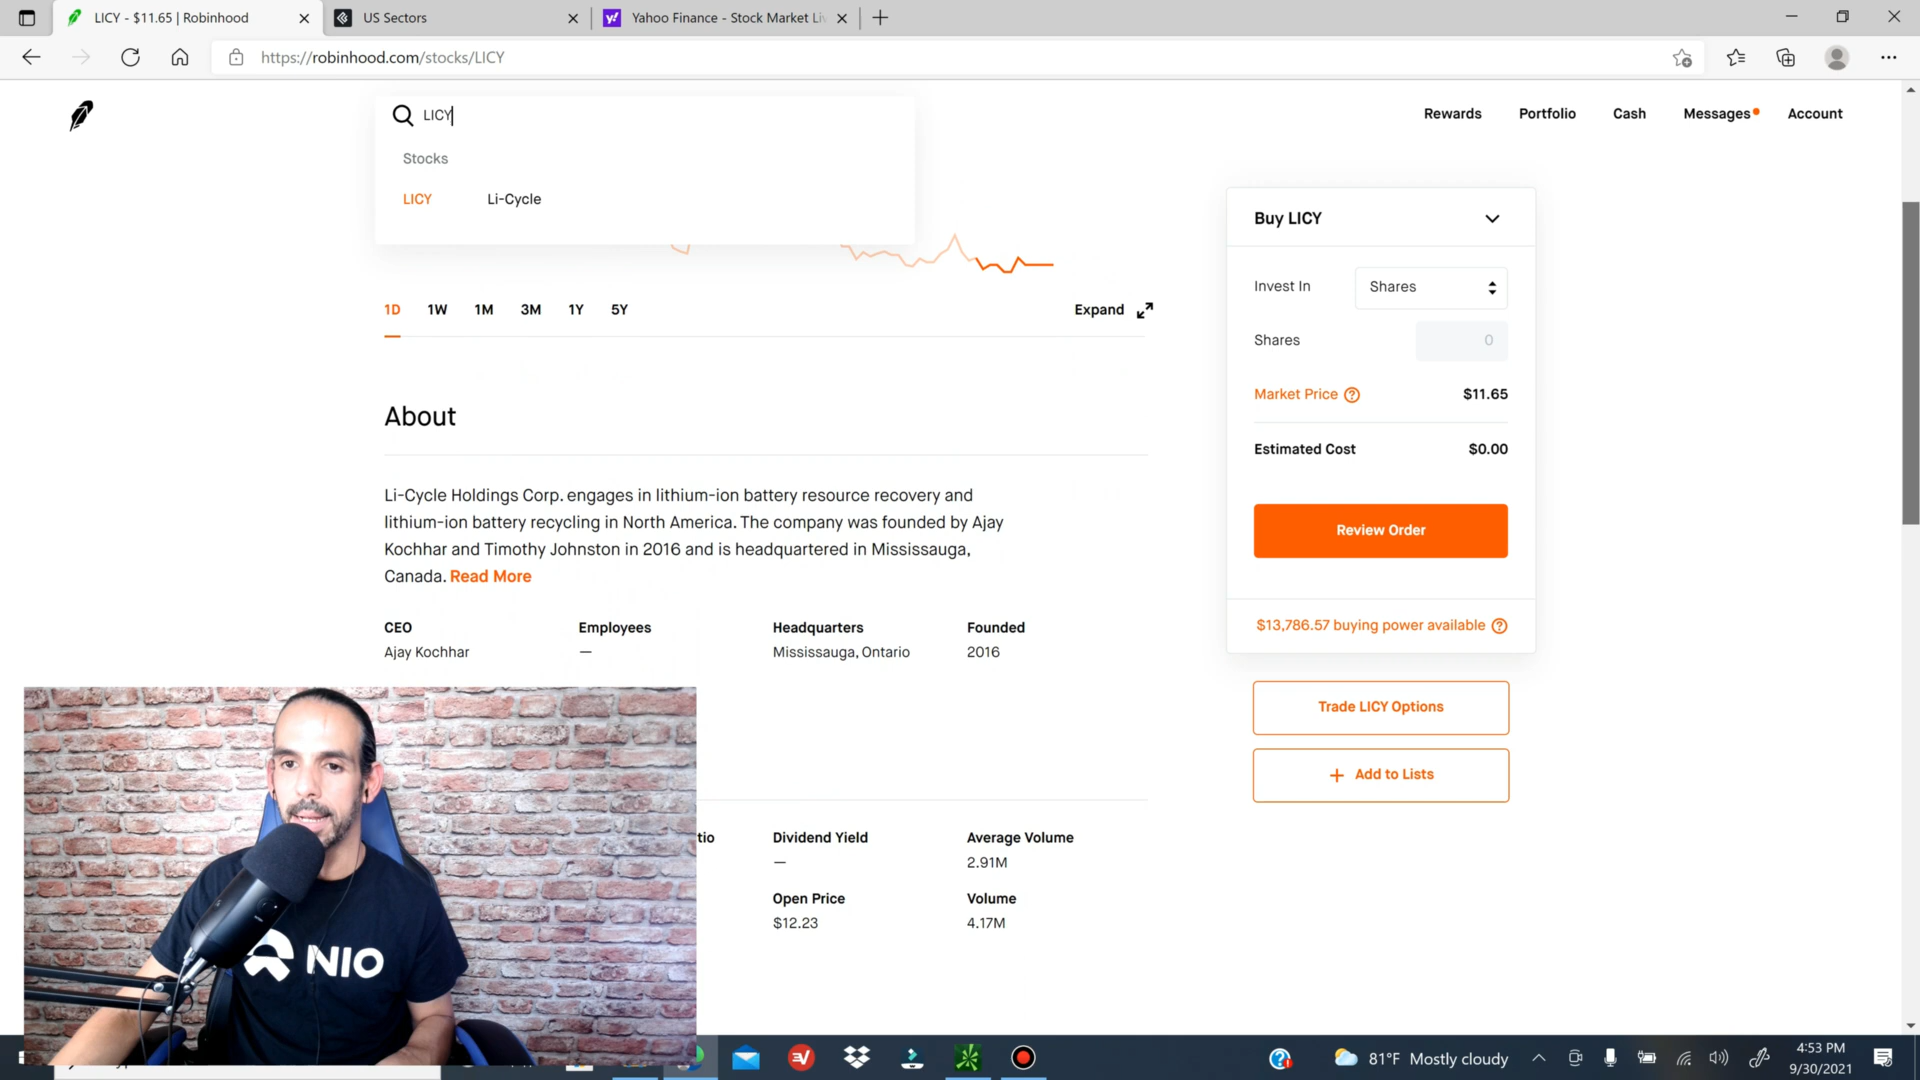 LICY - $11.65 | Robinhood
US Sectors
Yahoo Finance - Stock Market Li
https://robinhood.com/stocks/LICY
LICY
Rewards
Portfolio
Cash
Messages
Account
Stocks
LICY Li-Cycle
Buy LICY
Invest In Shares
Shares 0
Market Price $11.65
Estimated Cost $0.00
Review Order
$13,786.57 buying power available
Trade LICY Options
+ Add to Lists
1D 1W 1M 3M 1Y 5Y
Expand
About
Li-Cycle Holdings Corp. engages in lithium-ion battery resource recovery and
lithium-ion battery recycling in North America. The company was founded by Ajay
Kochhar and Timothy Johnston in 2016 and is headquartered in Mississauga,
Canada. Read More
CEO Employees Headquarters Founded
Ajay Kochhar — Mississauga, Ontario 2016
tio Dividend Yield Average Volume
— 2.91M
Open Price Volume
$12.23 4.17M
NIO
81°F Mostly cloudy
4:53 PM
9/30/2021